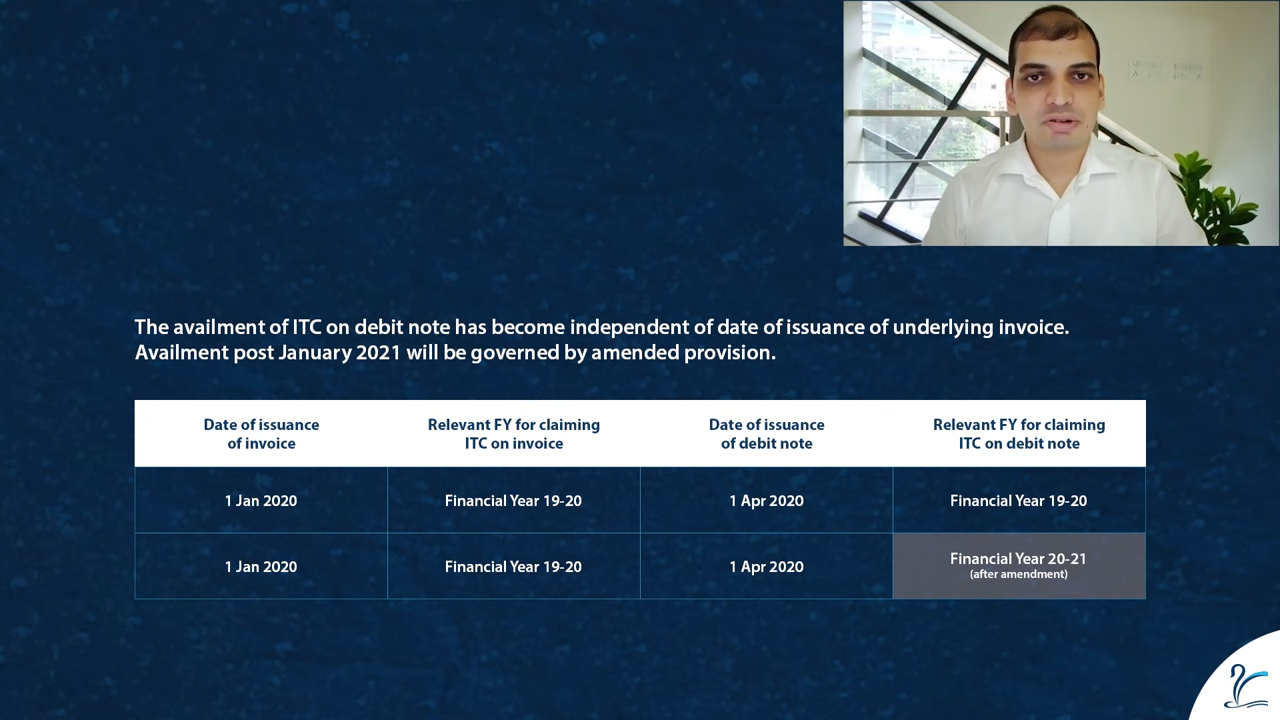 The availment of ITC on debit note has become independent of date of issuance of underlying invoice.
Availment post January 2021 will be governed by amended provision.
Date of issuance
of invoice
Relevant FY for claiming
ITC on invoice
Date of issuance
of debit note
Relevant FY for claiming
ITC on debit note
1 Jan 2020
Financial Year 19-20
1 Apr 2020
Financial Year 19-20
1 Jan 2020
Financial Year 19-20
1 Apr 2020
Financial Year 20-21
(after amendment)